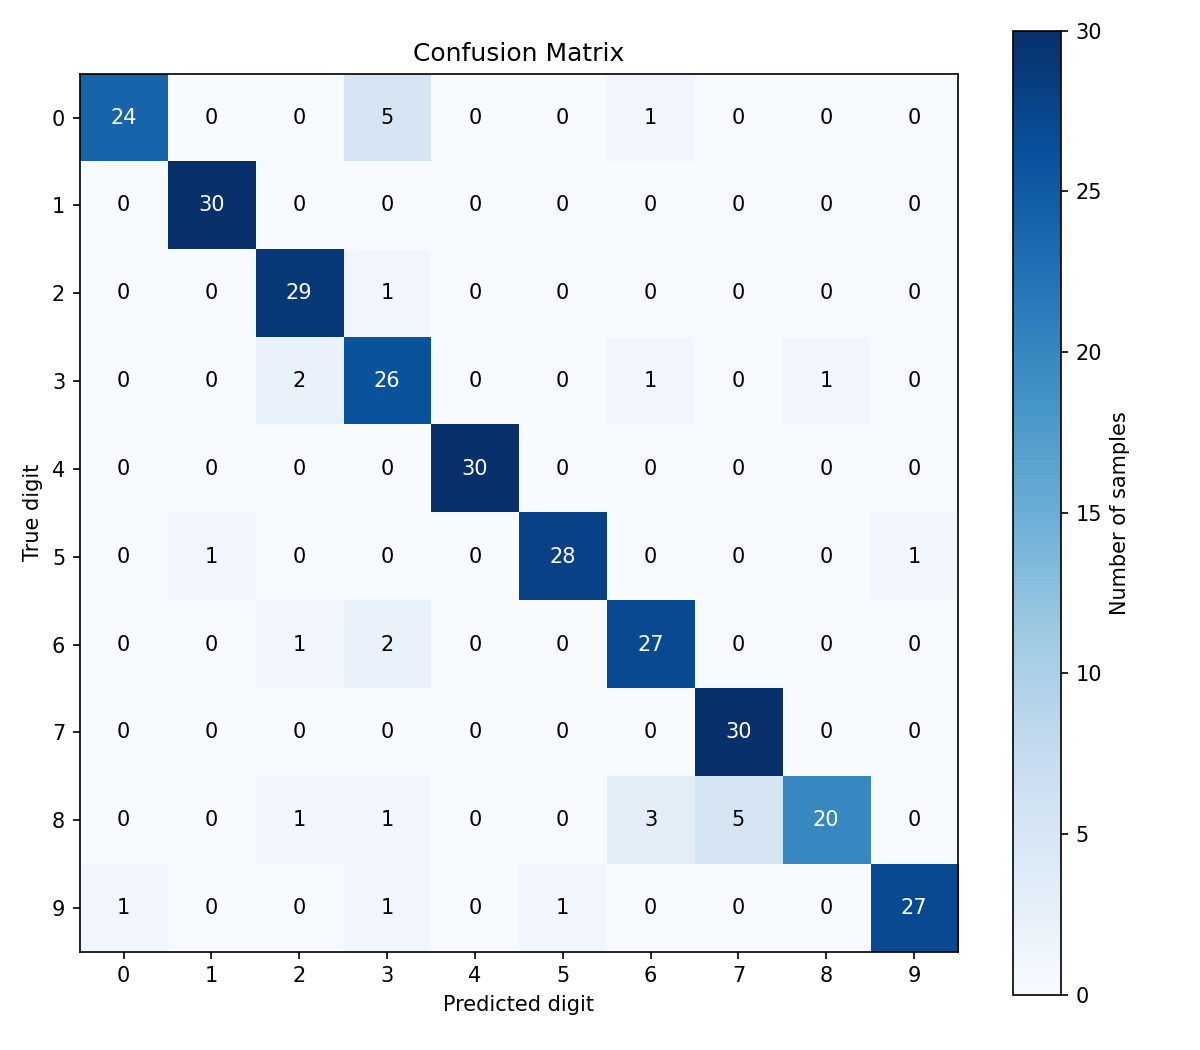 Confusion Matrix
0 24 0 0 5 0 0 1 0 0 0
1 0 30 0 0 0 0 0 0 0 0
2 0 0 29 1 0 0 0 0 0 0
3 0 0 2 26 0 0 1 0 1 0
4 0 0 0 0 30 0 0 0 0 0
5 0 1 0 0 0 28 0 0 0 1
6 0 0 1 2 0 0 27 0 0 0
7 0 0 0 0 0 0 0 30 0 0
8 0 0 1 1 0 0 3 5 20 0
9 1 0 0 1 0 1 0 0 0 27
0 1 2 3 4 5 6 7 8 9
Predicted digit
True digit
30
25
20
15
10
5
0
Number of samples